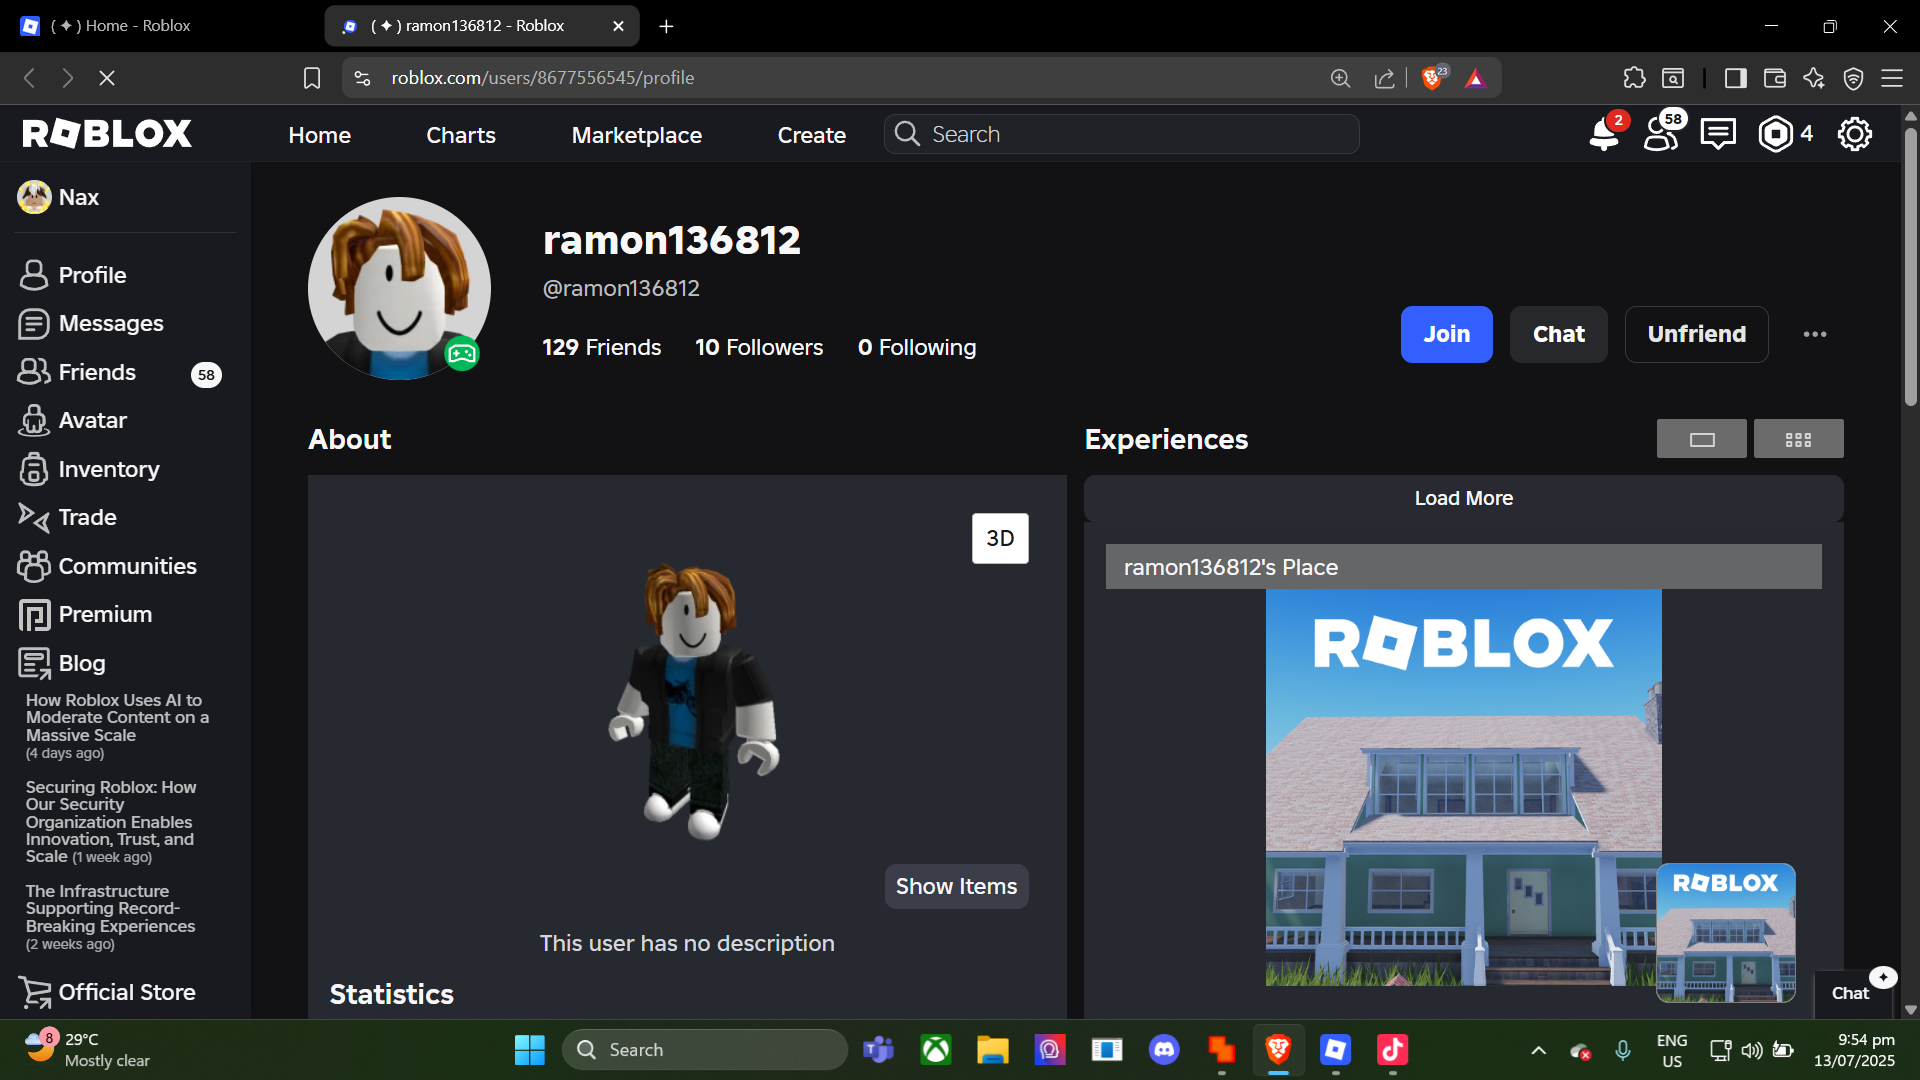 ( ✦ ) Home - Roblox
( ✦ ) ramon136812 - Roblox
roblox.com/users/8677556545/profile
23
ROBLOX
Home
Charts
Marketplace
Create
Search
2
58
4
Nax
Profile
Messages
Friends
58
Avatar
Inventory
Trade
Communities
Premium
Blog
How Roblox Uses AI to
Moderate Content on a
Massive Scale
(4 days ago)
Securing Roblox: How
Our Security
Organization Enables
Innovation, Trust, and
Scale (1 week ago)
The Infrastructure
Supporting Record-
Breaking Experiences
(2 weeks ago)
Official Store
ramon136812
@ramon136812
129 Friends
10 Followers
0 Following
Join
Chat
Unfriend
About
3D
Show Items
This user has no description
Statistics
Experiences
Load More
ramon136812's Place
ROBLOX
ROBLOX
Chat
8
29°C
Mostly clear
Search
ENG
US
9:54 pm
13/07/2025